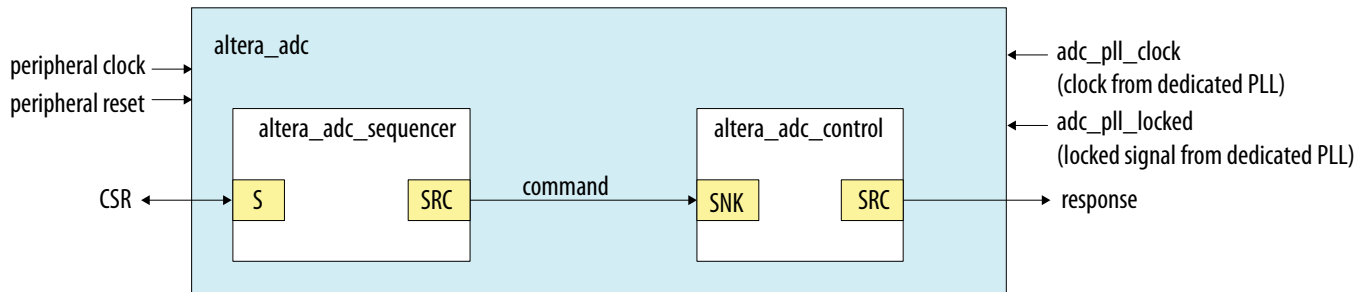 altera_adc
peripheral clock
peripheral reset
adc_pll_clock
(clock from dedicated PLL)
adc_pll_locked
(locked signal from dedicated PLL)
altera_adc_sequencer
altera_adc_control
CSR
S
SRC
command
SNK
SRC
response